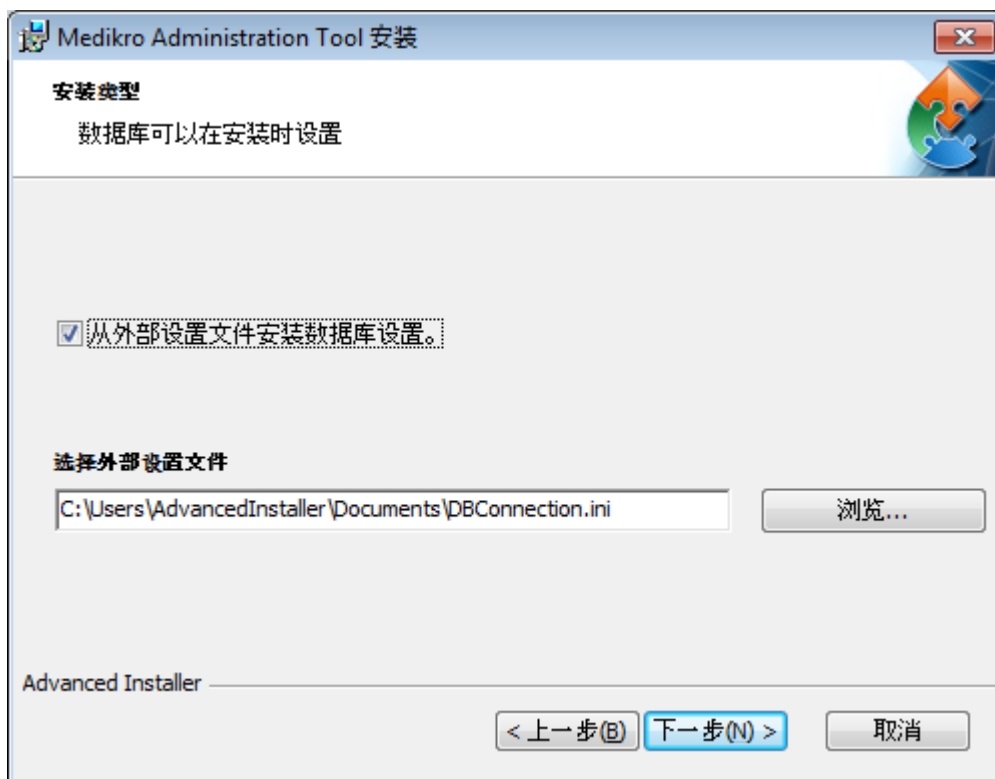 Medikro Administration Tool 安装
安装类型
数据库可以在安装时设置
从外部设置文件安装数据库设置。
选择外部设置文件
C:\Users\AdvancedInstaller\Documents\DBConnection.ini
浏览...
Advanced Installer
< 上一步(B) 下一步(N) > 取消